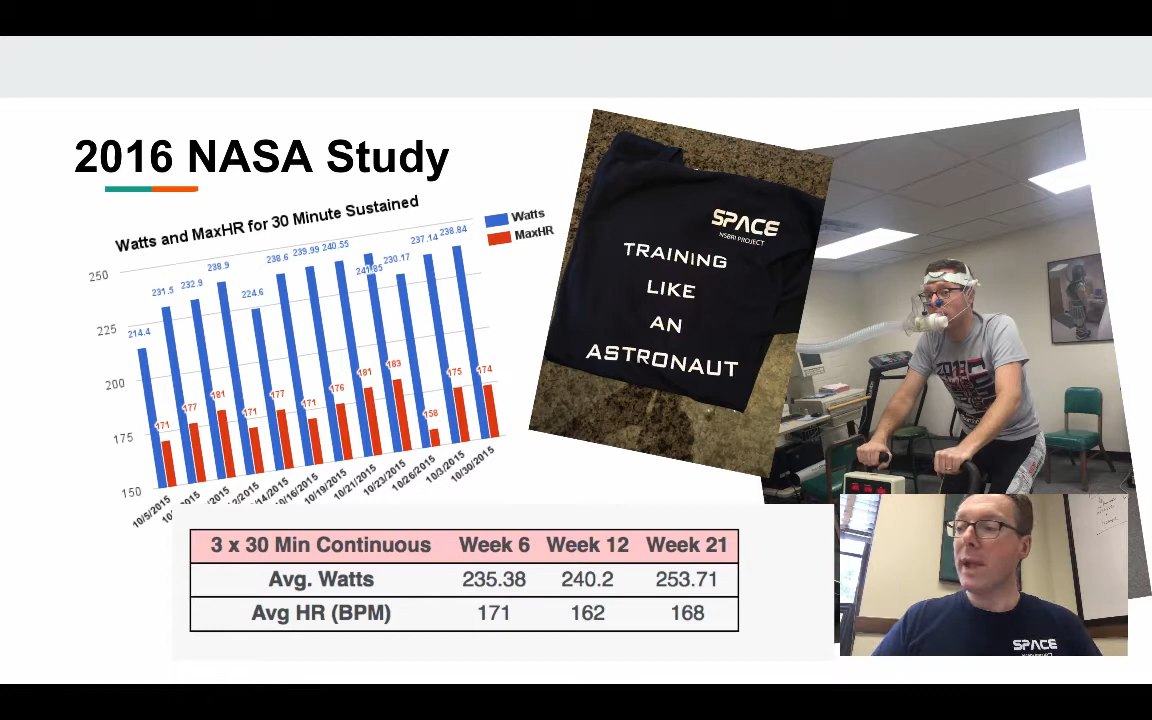 2016 NASA Study
Watts and MaxHR for 30 Minute Sustained
Watts
MaxHR
250
225
200
175
150
214.4
231.5
232.9
238.9
224.6
238.6
239.99
240.55
241.85
230.17
237.14
238.84
171
177
181
171
177
171
176
181
183
158
175
174
10/5/2015
10/16/2015
10/19/2015
10/21/2015
10/23/2015
10/26/2015
10/3/2015
10/30/2015
SPACE
NSBRI PROJECT
TRAINING
LIKE
AN
ASTRONAUT
3 x 30 Min Continuous Week 6 Week 12 Week 21
Avg. Watts 235.38 240.2 253.71
Avg HR (BPM) 171 162 168
SPACE